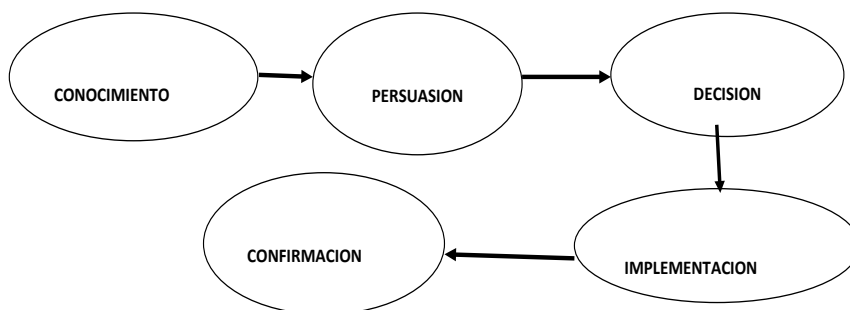 CONOCIMIENTO
PERSUASION
DECISION
IMPLEMENTACION
CONFIRMACION